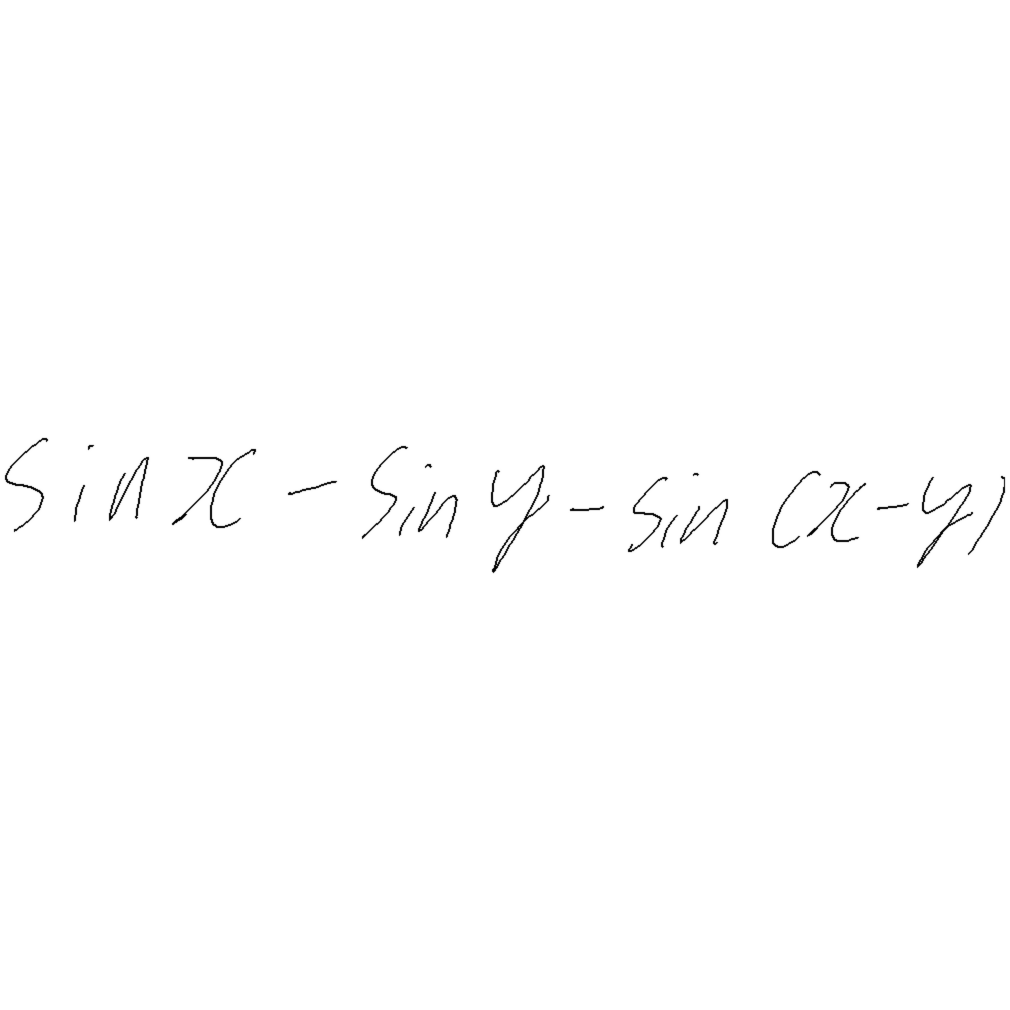 sin x - sin y - sin (x - y)